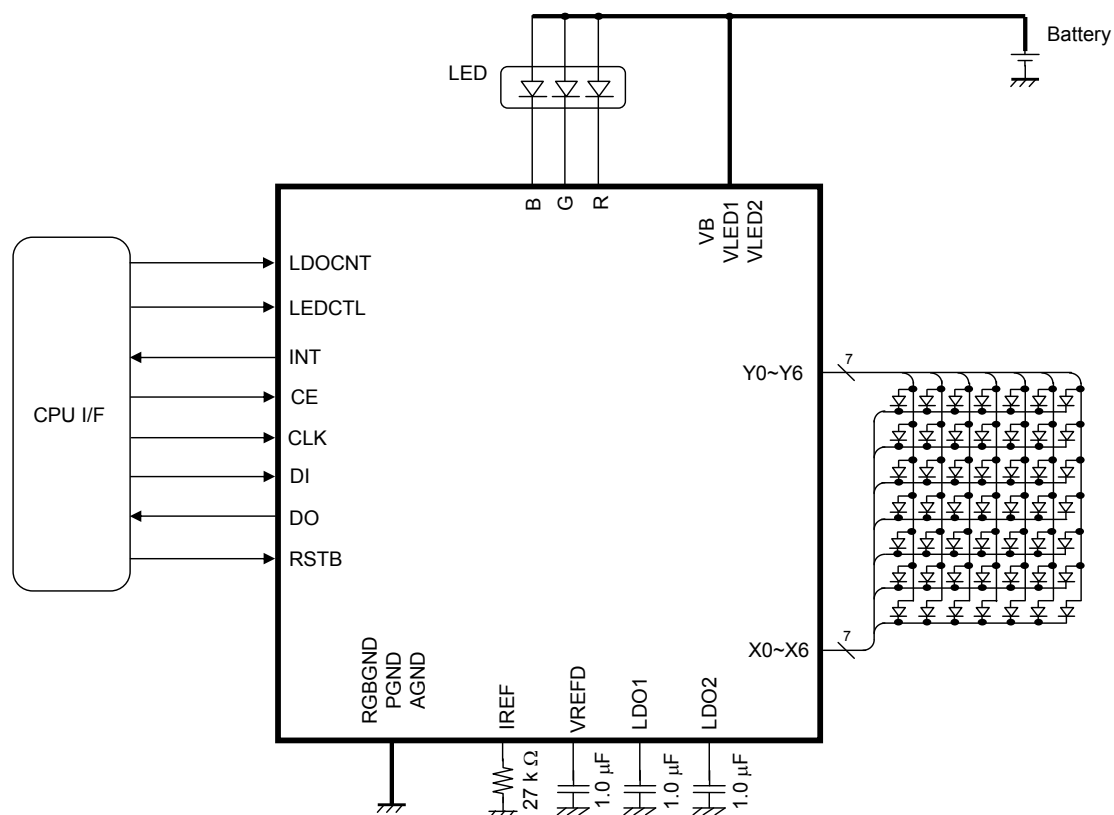 Battery
LED
B
G
R
VB
VLED1
VLED2
CPU I/F
LDOCNT
LEDCTL
INT
CE
CLK
DI
DO
RSTB
Y0~Y6
7
X0~X6
7
RGBGND
PGND
AGND
IREF
VREFD
LDO1
LDO2
27 k Ω
1.0 μF
1.0 μF
1.0 μF